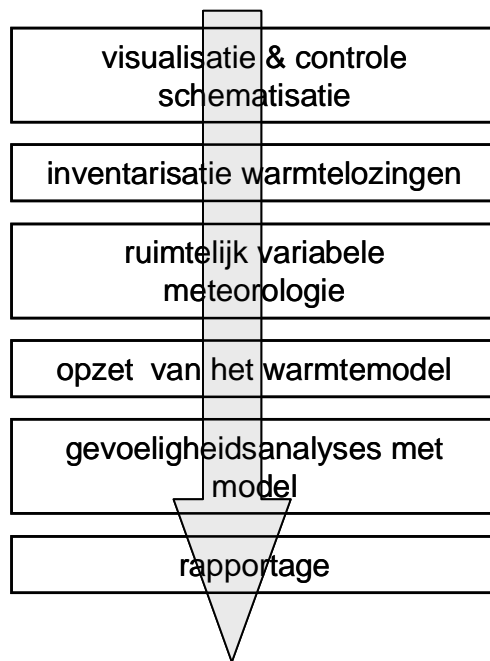 visualisatie & controle
schematisatie
inventarisatie warmtelozingen
ruimtelijk variabele
meteorologie
opzet van het warmtemodel
gevoeligheidsanalyses met
model
rapportage